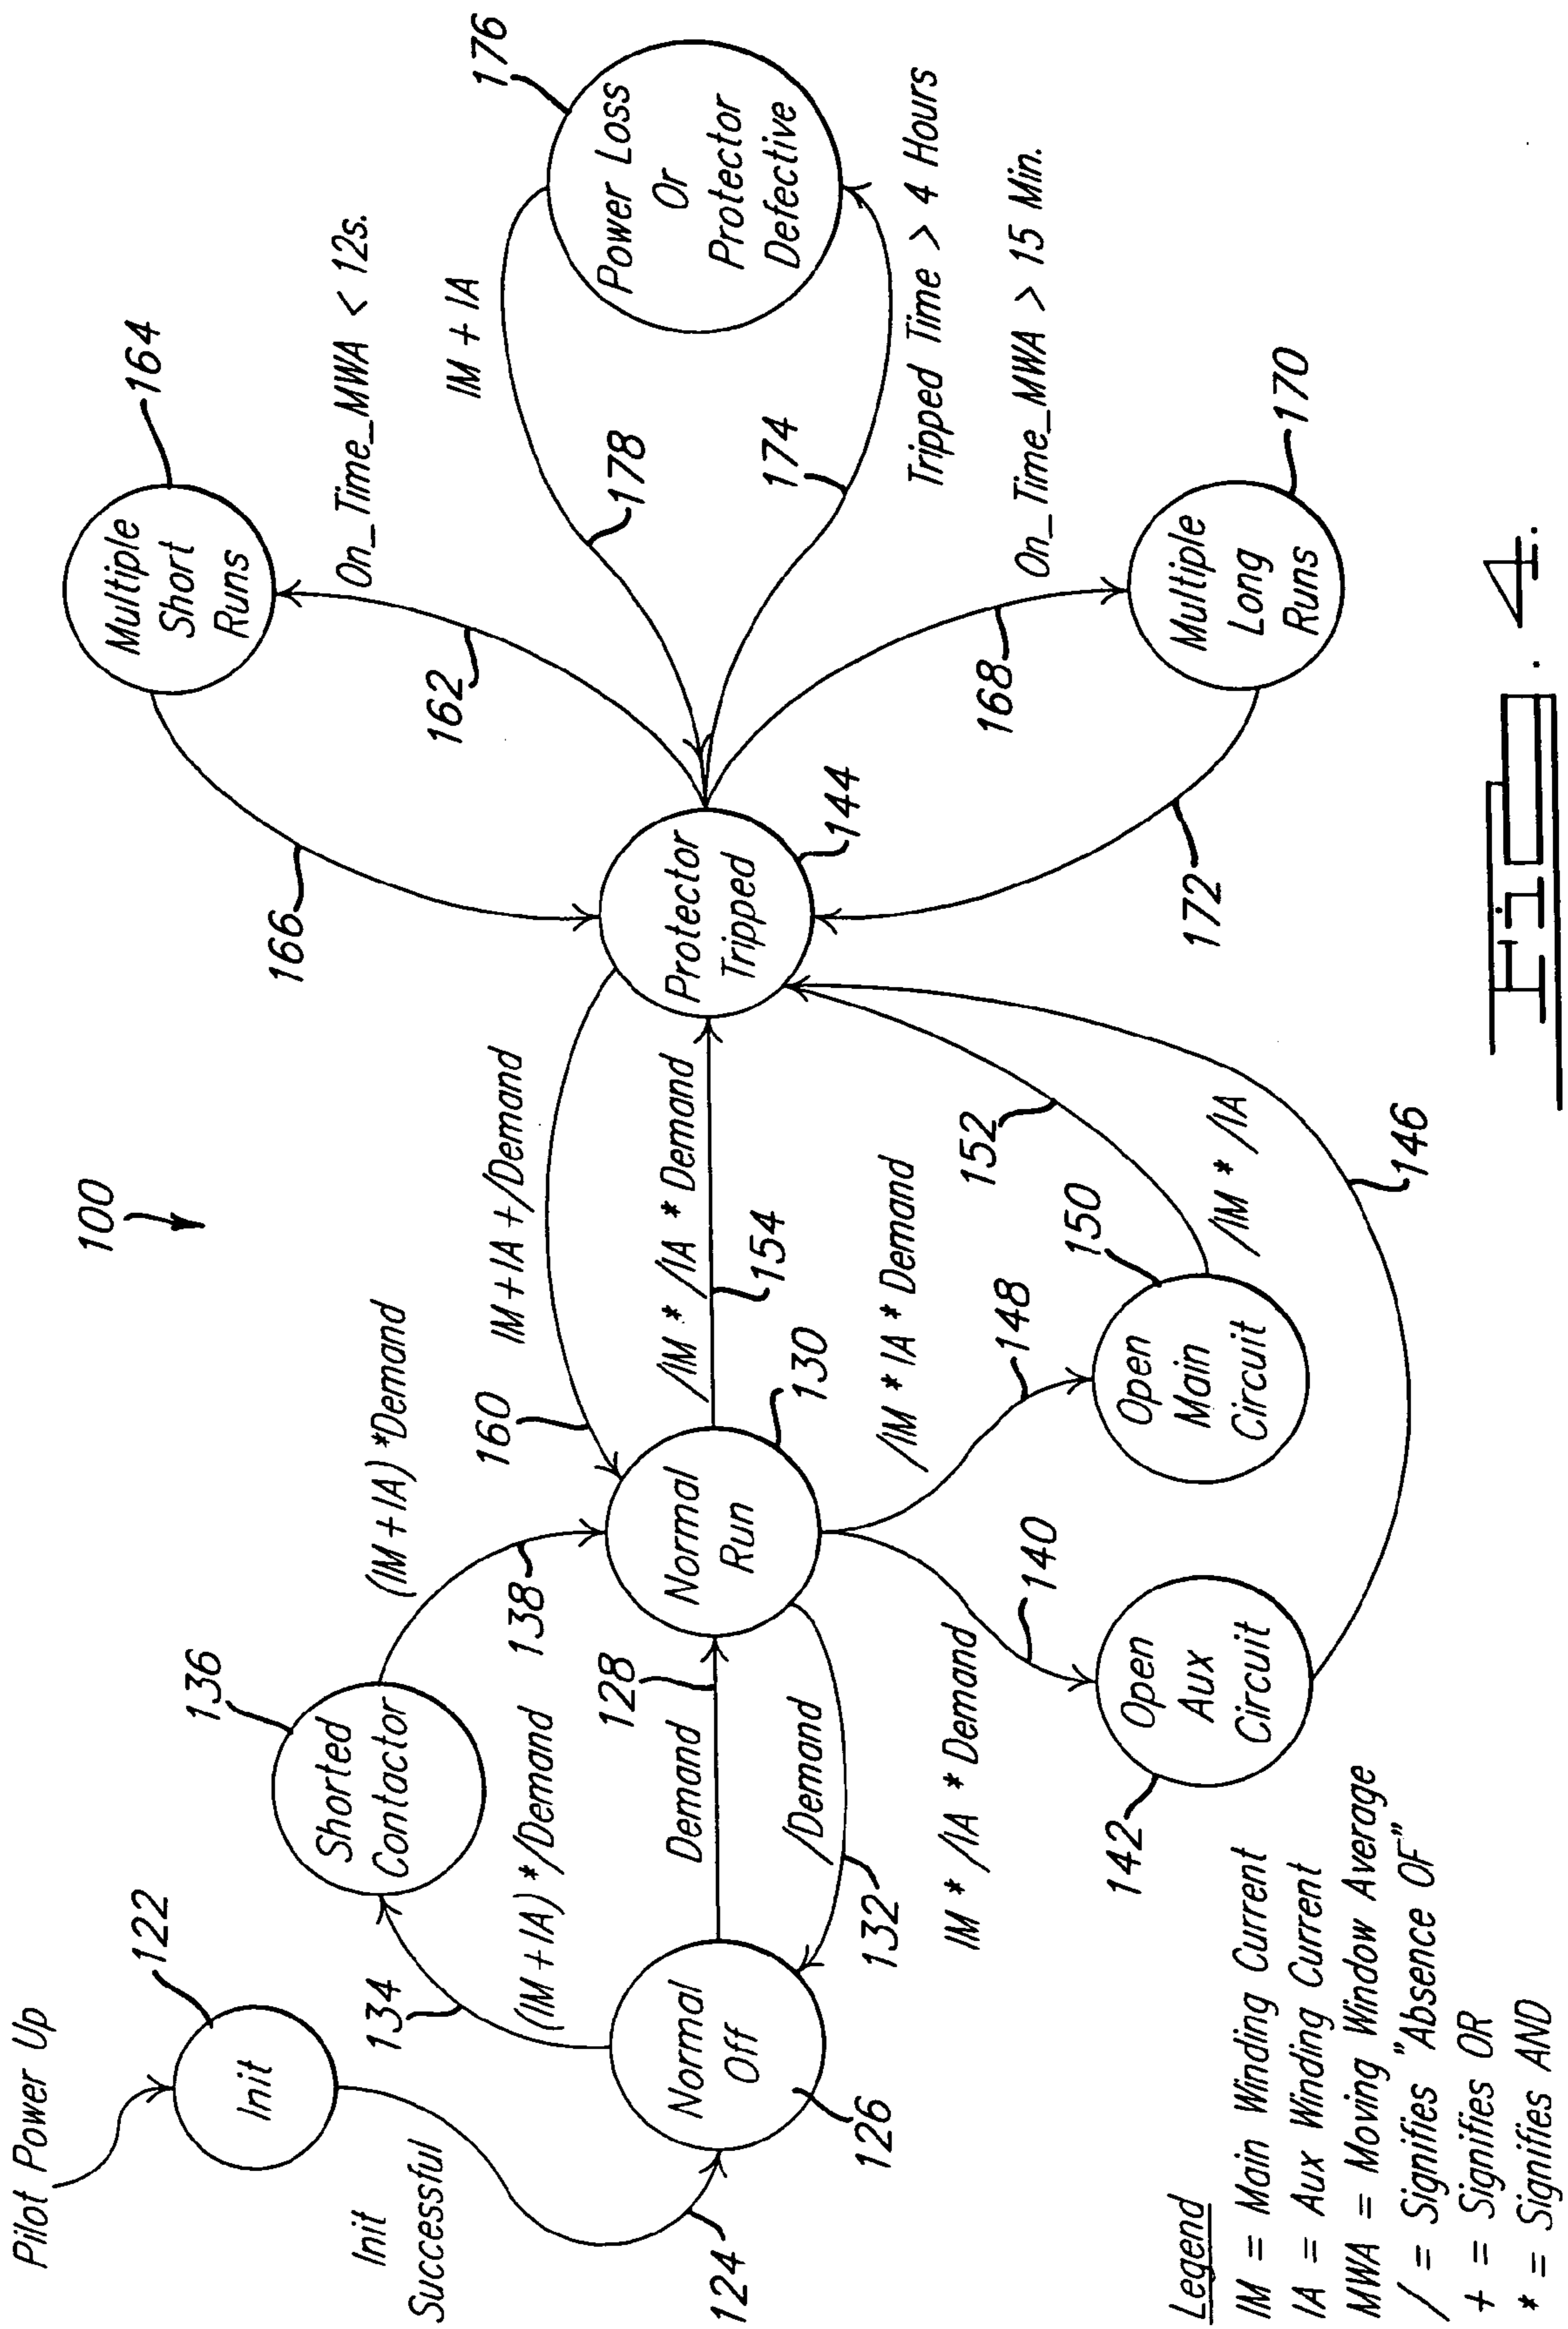 100
Pilot Power Up
122
Init
Init
Successful
124
Normal
Off
126
134
(IM + IA) */Demand
136
Shorted
Contactor
(IM + IA) *Demand
138
128
Demand
/Demand
132
Normal
Run
130
160
IM + IA +/Demand
/IM * /IA * Demand
154
IM * /IA * Demand
140
/IM * IA * Demand
148
142
Open
Aux
Circuit
150
Open
Main
Circuit
152
/IM * /IA
146
Protector
Tripped
144
166
162
164
Multiple
Short
Runs
On_Time_MWA < 12s.
IM + IA
178
176
Power Loss
Or
Protector
Defective
174
Tripped Time > 4 Hours
On_Time_MWA > 15 Min.
168
170
Multiple
Long
Runs
172
Legend
IM = Main Winding Current
IA = Aux Winding Current
MWA = Moving Window Average
/ = Signifies "Absence OF"
+ = Signifies OR
* = Signifies AND
Fig. 4.